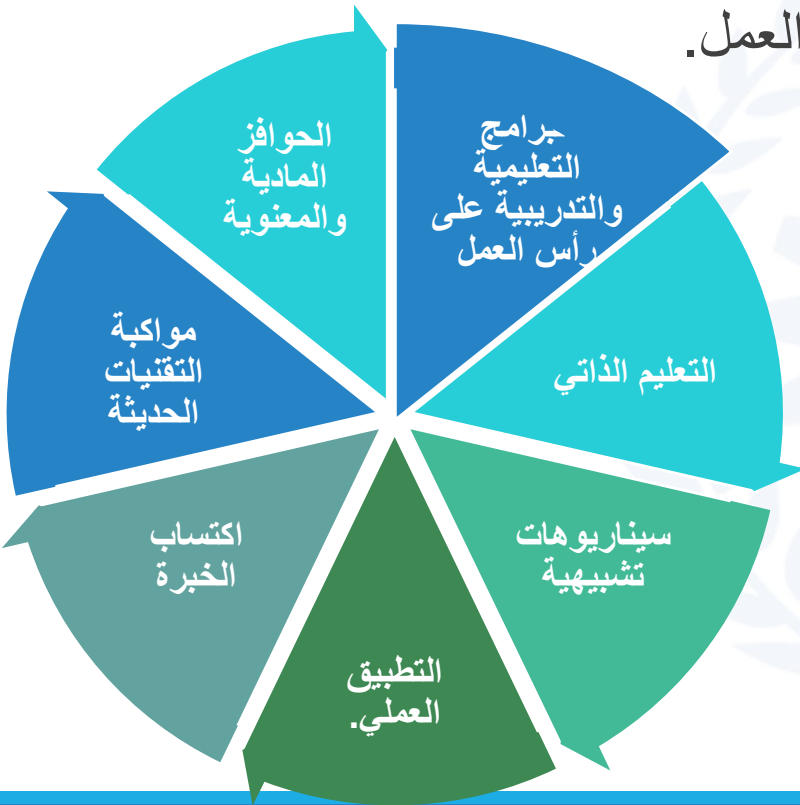 العمل.
برامج
التعليمية
والتدريبية على
رأس العمل
التعليم الذاتي
سيناريوهات
تشبيهية
التطبيق
العملي.
اكتساب
الخبرة
مواكبة
التقنيات
الحديثة
الحوافز
المادية
والمعنوية